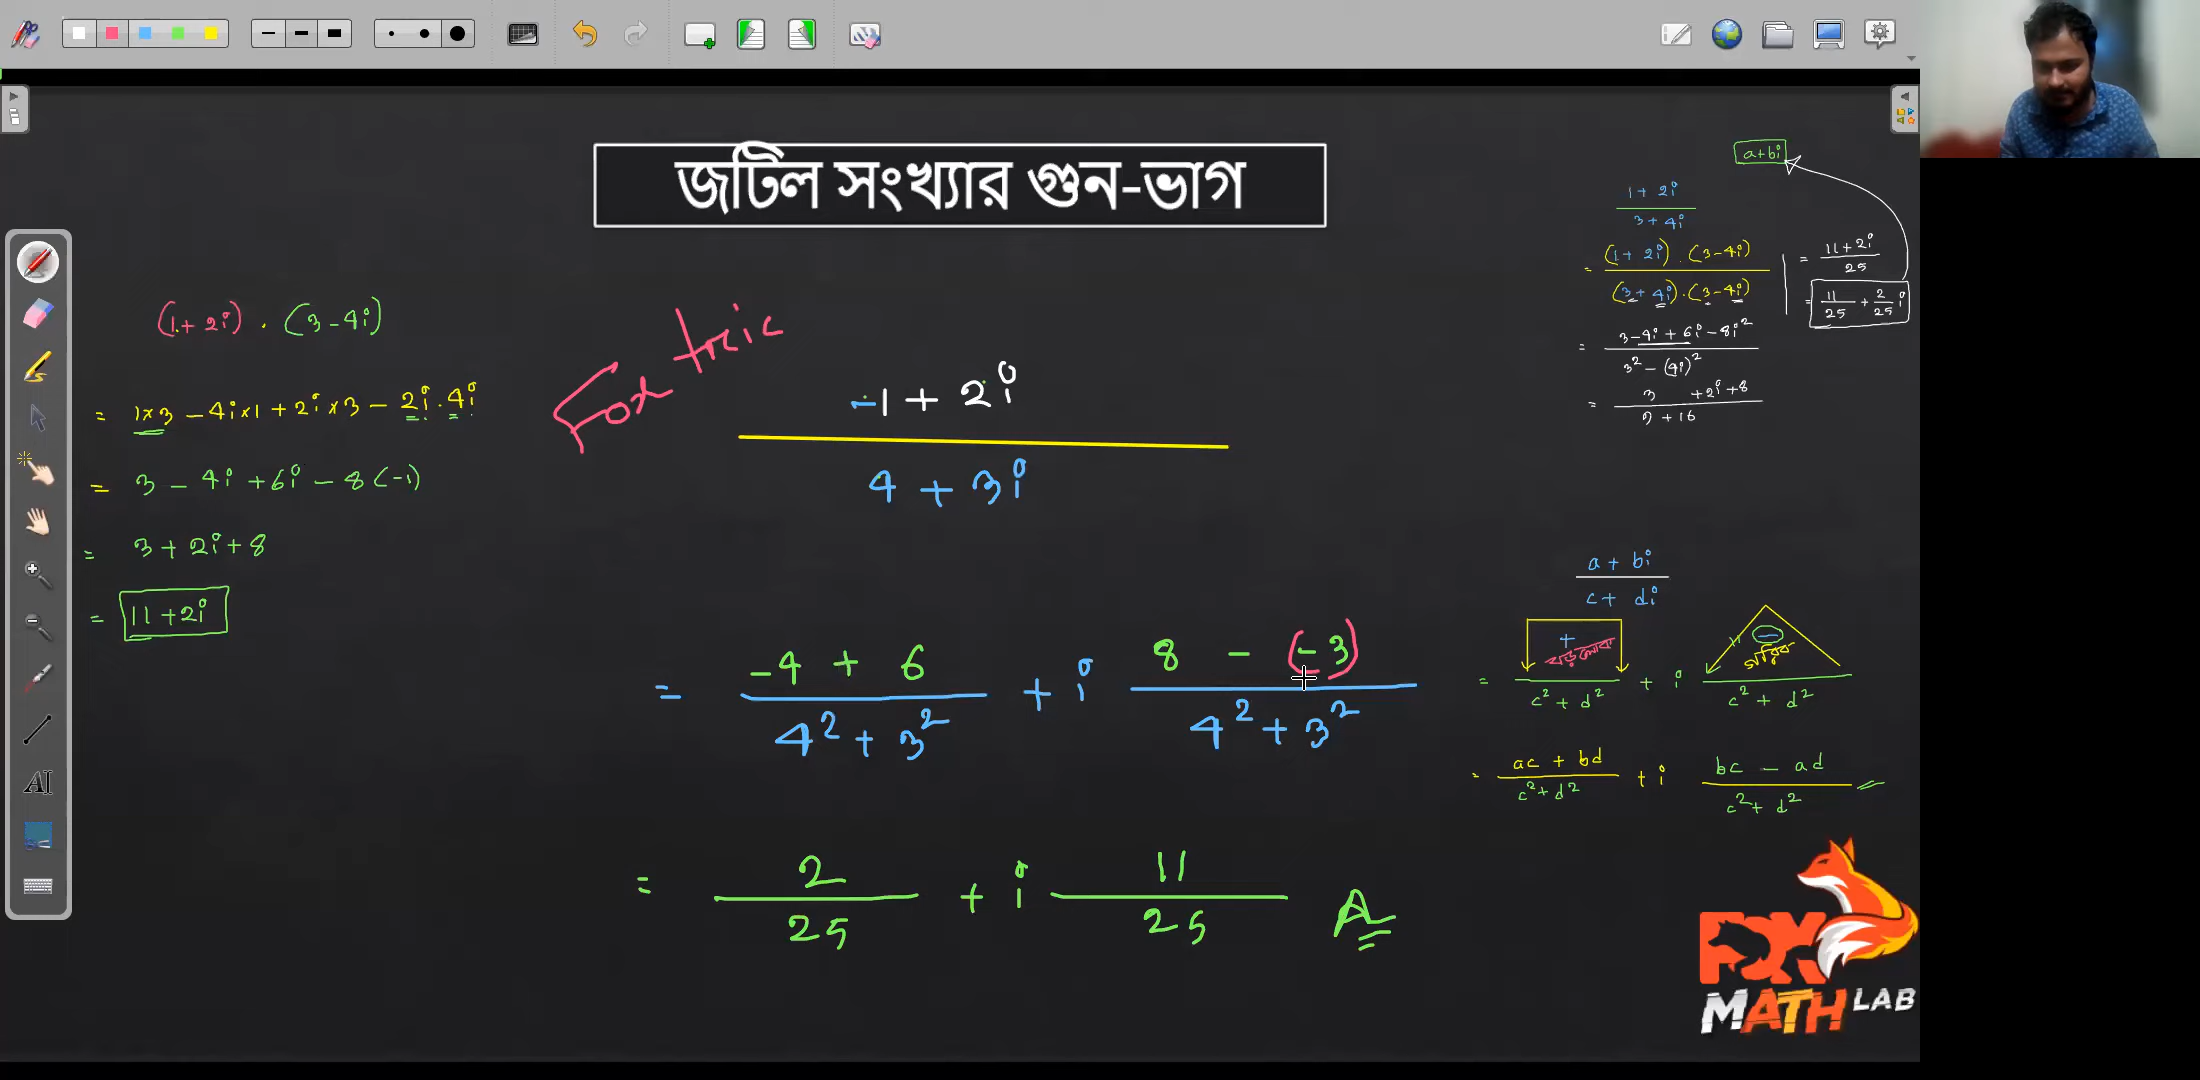 জটিল সংখ্যার গুন-ভাগ
(1 + 2i) . (3 - 4i)
= 1×3 - 4i×1 + 2i×3 - 2i . 4i
= 3 - 4i + 6i - 8(-1)
= 3 + 2i + 8
= 11 + 2i
Fox tric
-1 + 2i
4 + 3i
= -4 + 6 + i 8 - (-3)
4² + 3² 4² + 3²
= 2 + i 11 A
25 25
a+bi
1 + 2i
3 + 4i
= (1 + 2i) . (3-4i)
(3 + 4i) . (3-4i)
= 3-4i + 6i - 8i²
3² - (4i)²
= 3 + 2i + 8
9 + 16
= 11 + 2i
25
= 11 + 2 i
25 25
a + bi
c + di
+ -
= c² + d² + i c² + d²
= ac + bd + i bc - ad
c² + d² c² + d²
FOX
MATH LAB
AI